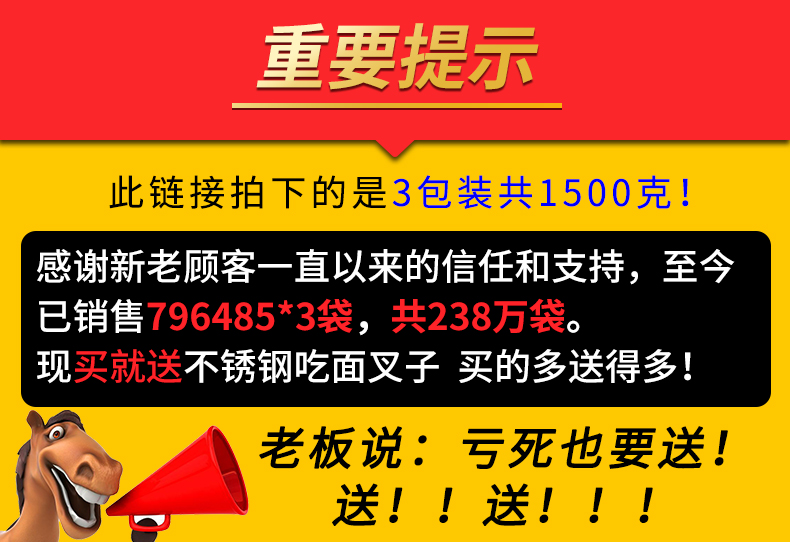 重要提示
此链接拍下的是3包装共1500克！
感谢新老顾客一直以来的信任和支持，至今
已销售796485*3袋，共238万袋。
现买就送不锈钢吃面叉子 买的多送得多！
老板说：亏死也要送！
送！！送！！！